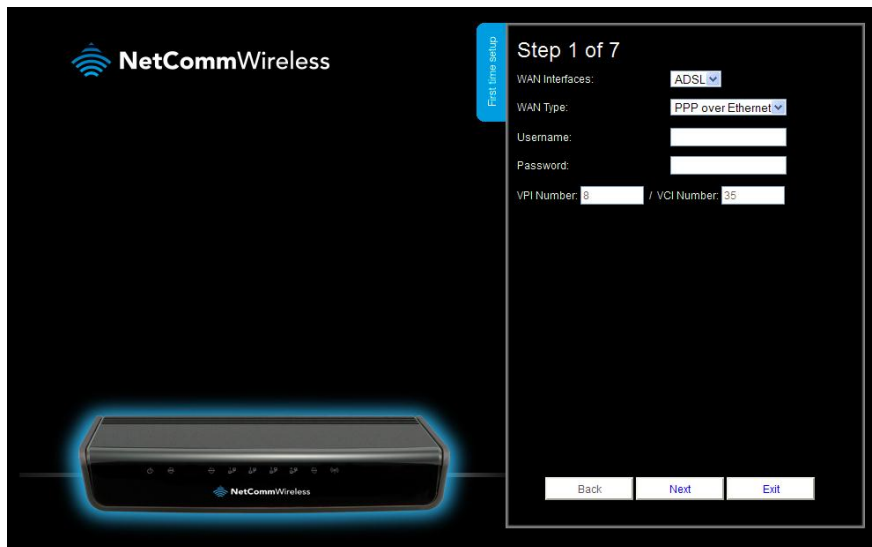 NetCommWireless
First time setup
Step 1 of 7
WAN Interfaces: ADSL
WAN Type: PPP over Ethernet
Username:
Password:
VPI Number: 8 / VCI Number: 35
Back Next Exit
NetCommWireless